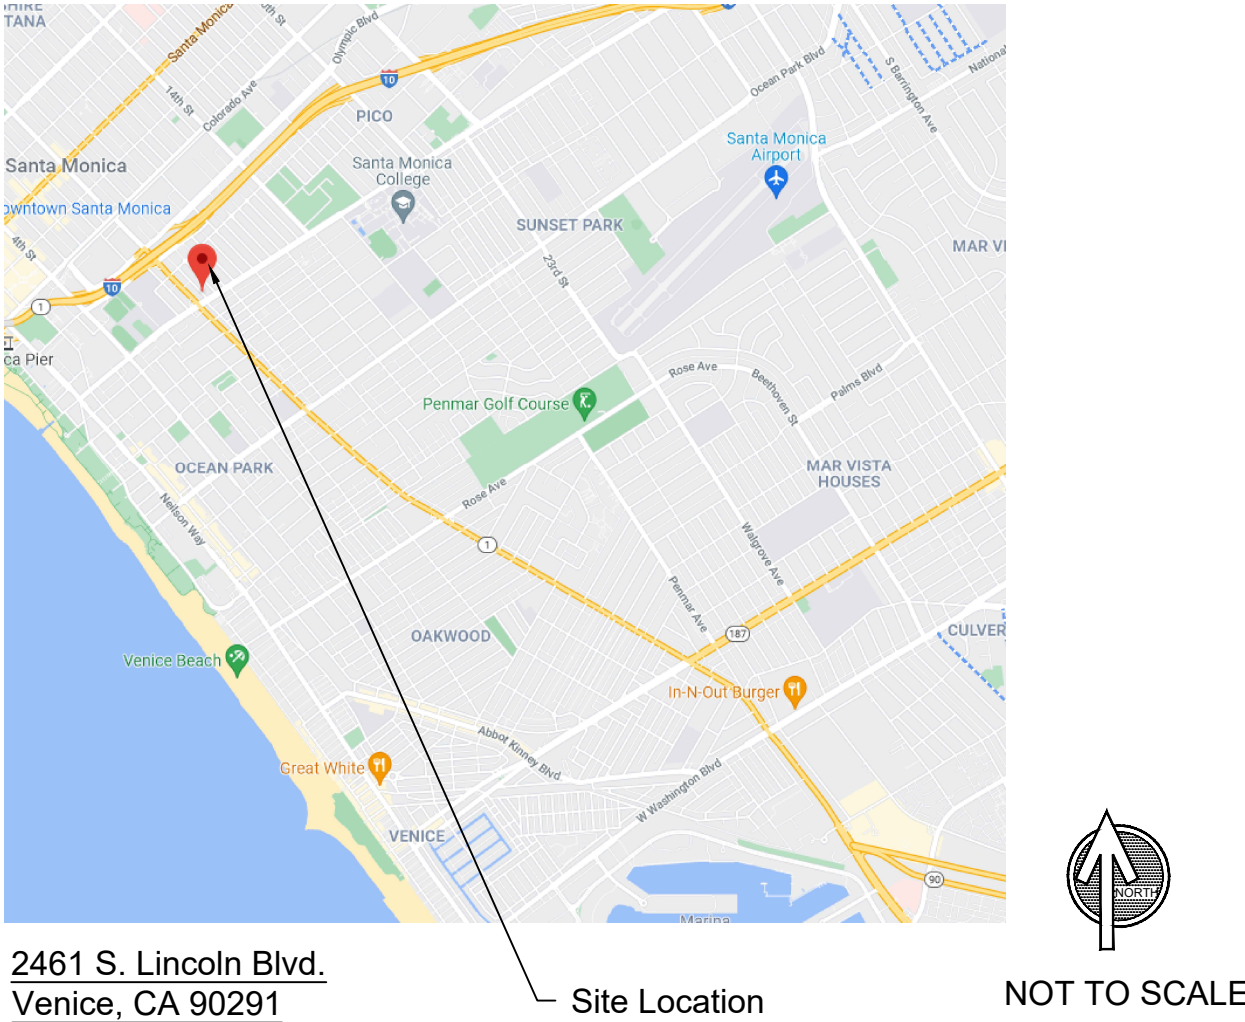 TANA
Santa Monica
Olympic Blvd
14th St
Colorado Ave
10
PICO
Ocean Park Blvd
S Barrington Ave
National
Santa Monica
Santa Monica
College
Santa Monica
Airport
owntown Santa Monica
SUNSET PARK
MAR VI
4th St
23rd St
10
1
ca Pier
Rose Ave
Beethoven St
Palms Blvd
Penmar Golf Course
OCEAN PARK
MAR VISTA
HOUSES
Rose Ave
Neilson Way
1
Walgrove Ave
Penmar Ave
OAKWOOD
187
CULVER
Venice Beach
In-N-Out Burger
Abbot Kinney Blvd
Great White
W Washington Blvd
VENICE
90
Marina
NORTH
2461 S. Lincoln Blvd.
Venice, CA 90291
Site Location
NOT TO SCALE